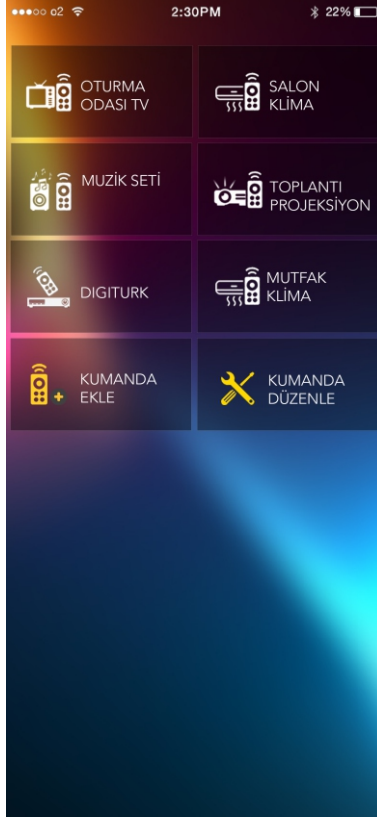 o2 2:30PM 22%
OTURMA
ODASI TV
SALON
KLİMA
MUZİK SETİ
TOPLANTI
PROJEKSİYON
DIGITURK
MUTFAK
KLİMA
KUMANDA
EKLE
KUMANDA
DÜZENLE